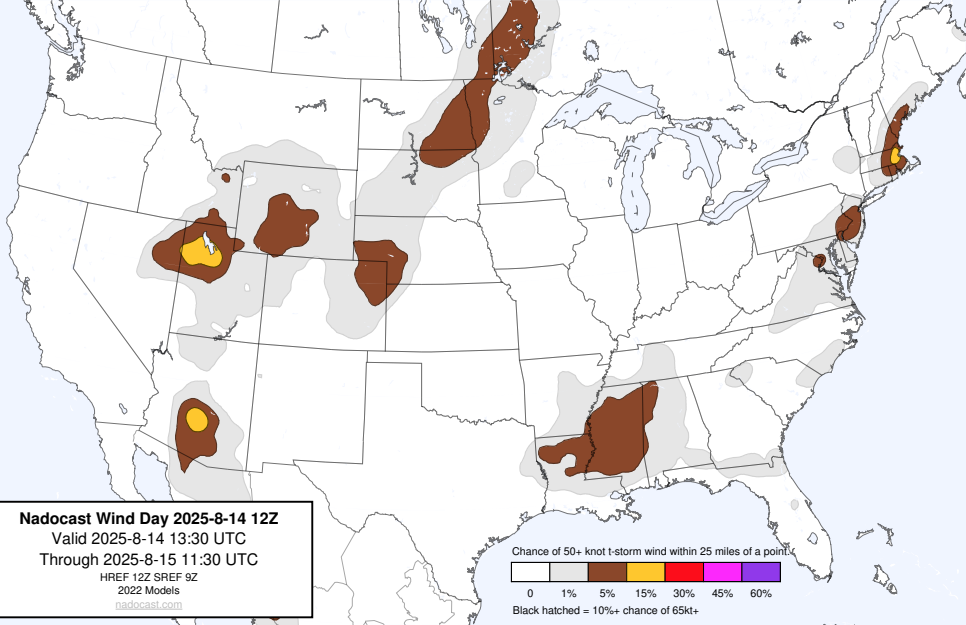 Nadocast Wind Day 2025-8-14 12Z
Valid 2025-8-14 13:30 UTC
Through 2025-8-15 11:30 UTC
HREF 12Z SREF 9Z
2022 Models
nadocast.com
Chance of 50+ knot t-storm wind within 25 miles of a point.
0 1% 5% 15% 30% 45% 60%
Black hatched = 10%+ chance of 65kt+